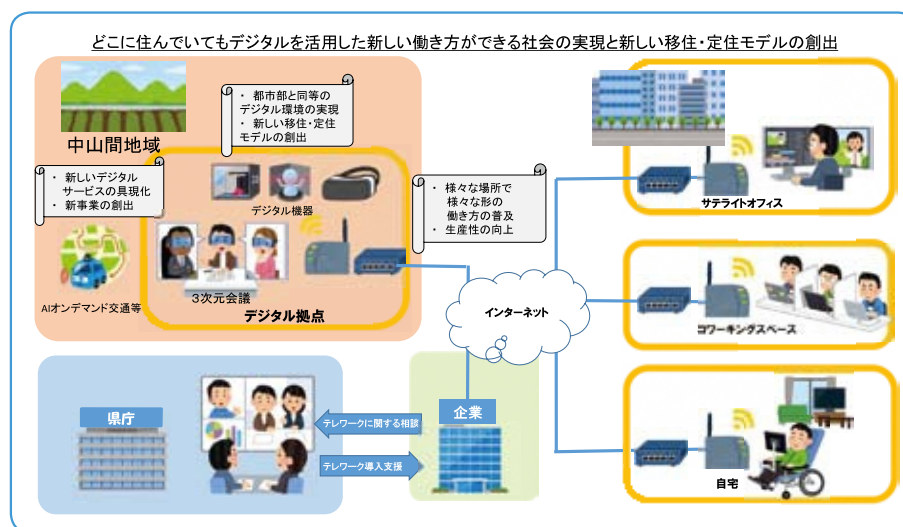 どこに住んでいてもデジタルを活用した新しい働き方ができる社会の実現と新しい移住・定住モデルの創出
中山間地域
・ 都市部と同等の
デジタル環境の実現
・ 新しい移住・定住
モデルの創出
・ 新しいデジタル
サービスの具現化
・ 新事業の創出
デジタル機器
・ 様々な場所で
様々な形の
働き方の普及
・ 生産性の向上
AIオンデマンド交通等
3次元会議
デジタル拠点
インターネット
サテライトオフィス
コワーキングスペース
自宅
県庁
テレワークに関する相談
テレワーク導入支援
企業